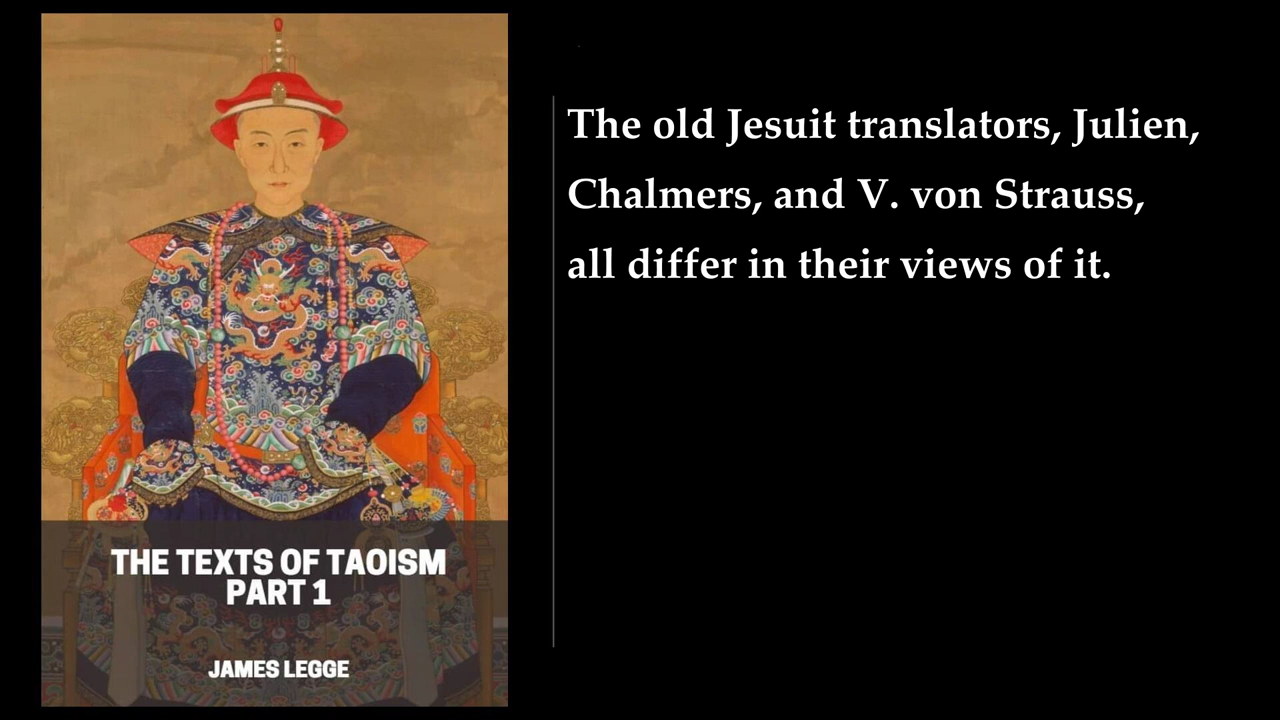 THE TEXTS OF TAOISM
PART 1
JAMES LEGGE
The old Jesuit translators, Julien,
Chalmers, and V. von Strauss,
all differ in their views of it.